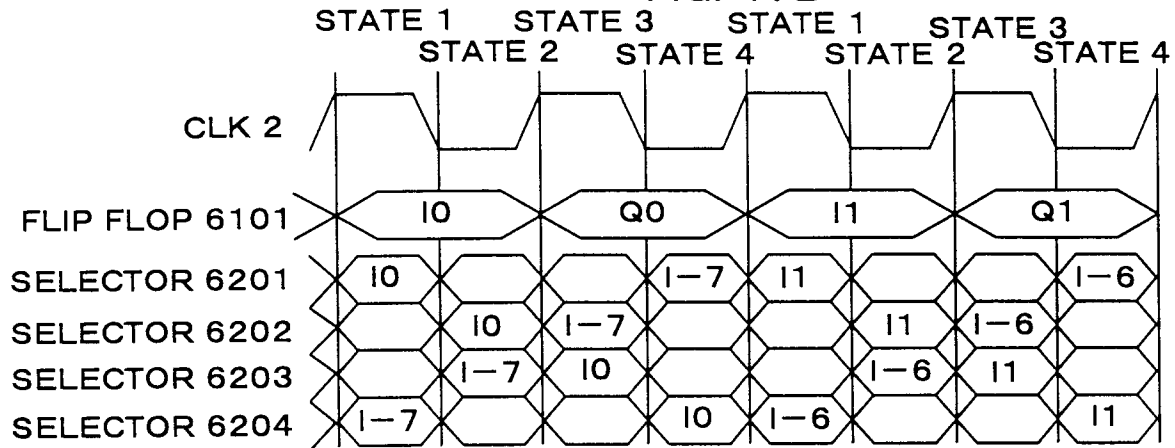 STATE 1 STATE 3 STATE 1 STATE 3
STATE 2 STATE 4 STATE 2 STATE 4
CLK 2
FLIP FLOP 6101 I0 Q0 I1 Q1
SELECTOR 6201 I0 I−7 I1 I−6
SELECTOR 6202 I0 I−7 I1 I−6
SELECTOR 6203 I−7 I0 I−6 I1
SELECTOR 6204 I−7 I0 I−6 I1